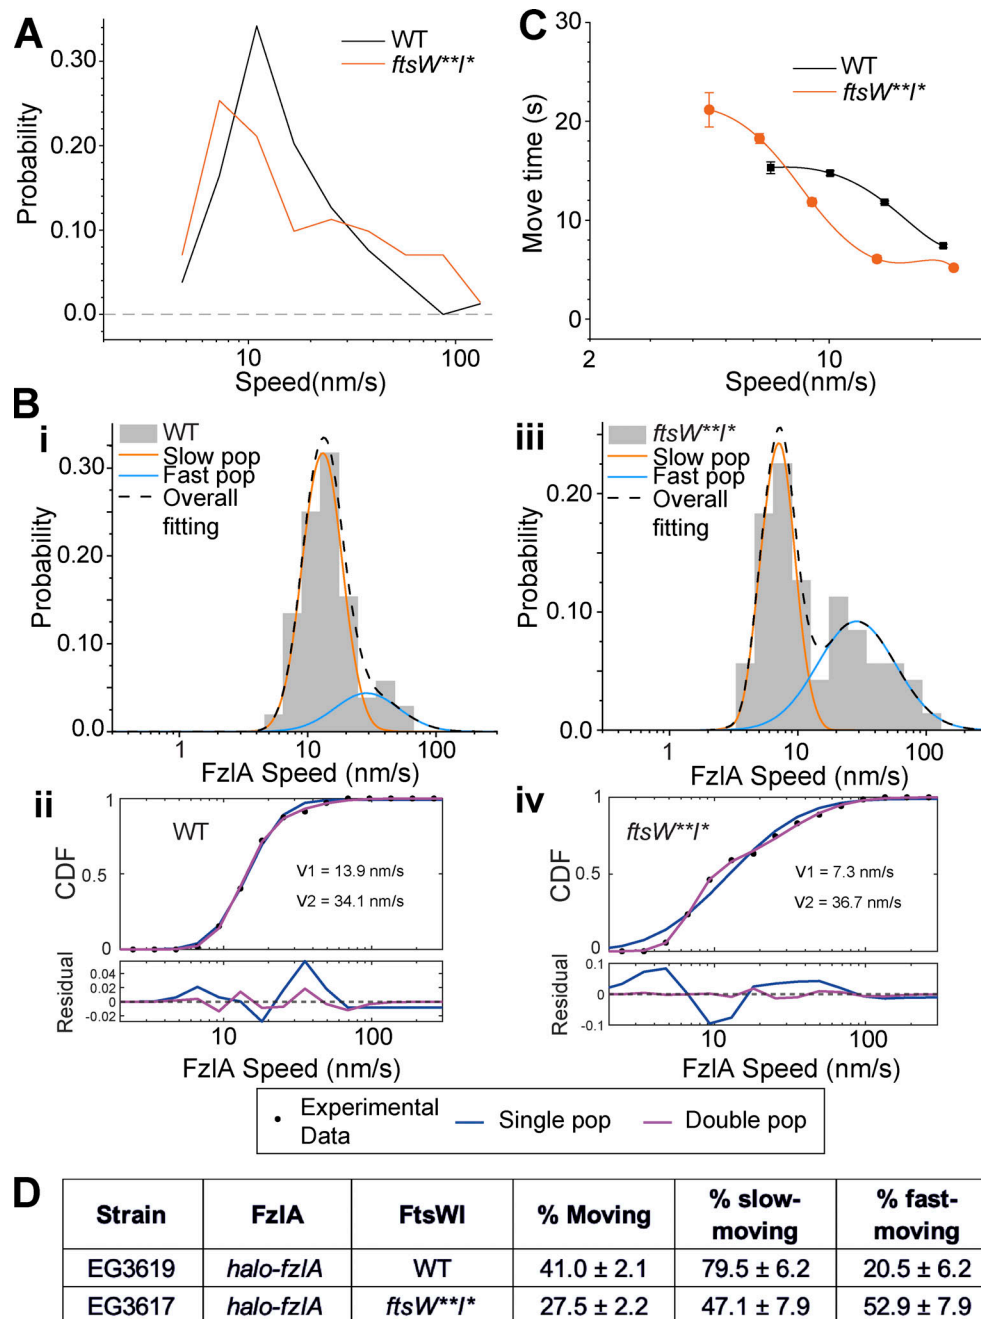 A
WT
ftsW**I*
0.30
0.20
0.10
0.0
Probability
10
100
Speed(nm/s)
C
WT
ftsW**I*
30
20
10
0
Move time (s)
2
10
Speed(nm/s)
B
i
WT
Slow pop
Fast pop
Overall
fitting
0.30
0.20
0.10
0.0
Probability
1
10
100
FzlA Speed (nm/s)
iii
ftsW**I*
Slow pop
Fast pop
Overall
fitting
0.20
0.10
0.0
Probability
1
10
100
FzlA Speed (nm/s)
ii
WT
1
0.5
0
CDF
V1 = 13.9 nm/s
V2 = 34.1 nm/s
0.04
0.02
0
-0.02
Residual
10
100
FzlA Speed (nm/s)
iv
ftsW**I*
1
0.5
0
CDF
V1 = 7.3 nm/s
V2 = 36.7 nm/s
0.1
0
-0.1
Residual
10
100
FzlA Speed (nm/s)
Experimental
Data
Single pop
Double pop
D
Strain FzlA FtsWI % Moving % slow-moving % fast-moving
EG3619 halo-fzlA WT 41.0 ± 2.1 79.5 ± 6.2 20.5 ± 6.2
EG3617 halo-fzlA ftsW**I* 27.5 ± 2.2 47.1 ± 7.9 52.9 ± 7.9